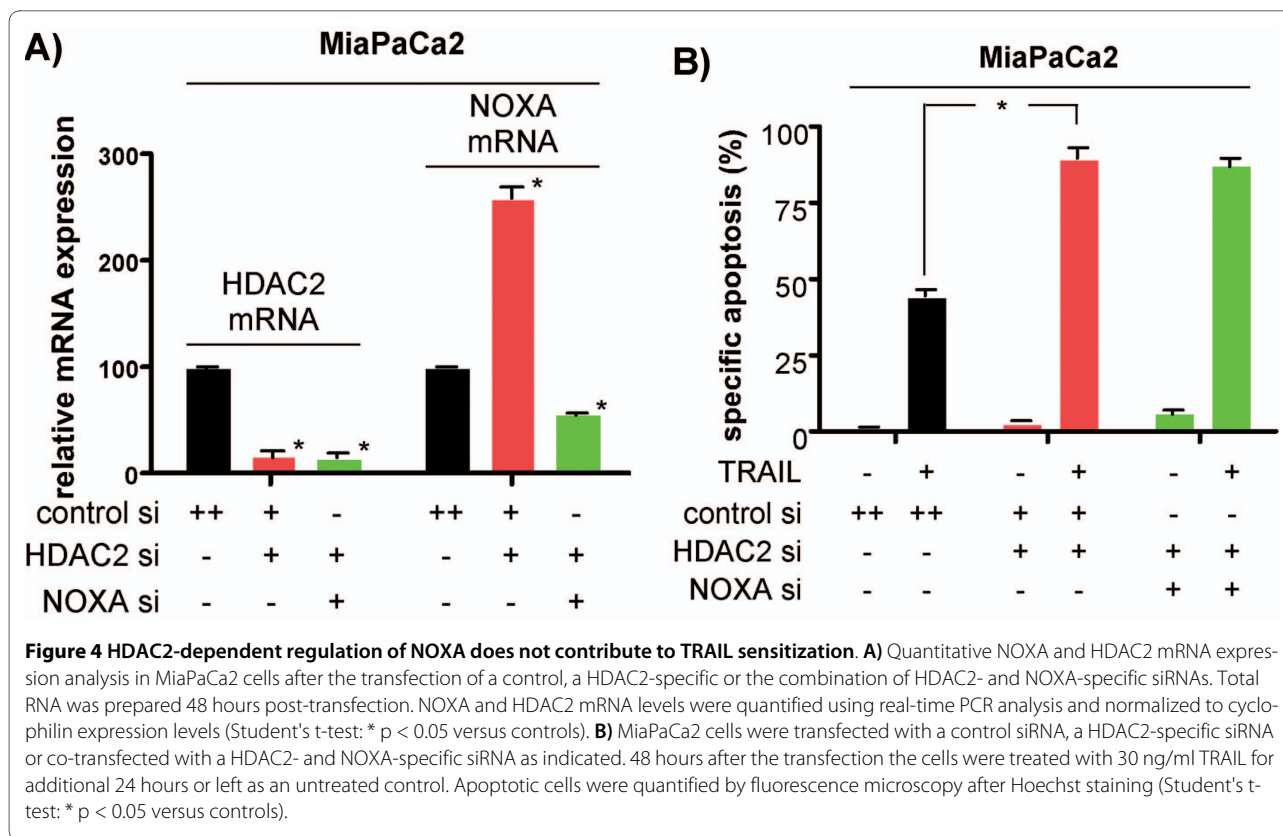 A)
MiaPaCa2
NOXA
mRNA
HDAC2
mRNA
relative mRNA expression
300
200
100
0
control si ++ + - ++ + -
HDAC2 si - + + - + +
NOXA si - - + - - +
* * * *
B)
MiaPaCa2
*
specific apoptosis (%)
100
75
50
25
0
TRAIL - + - + - +
control si ++ ++ + + - -
HDAC2 si - - + + + +
NOXA si - - - - + +
Figure 4 HDAC2-dependent regulation of NOXA does not contribute to TRAIL sensitization. A) Quantitative NOXA and HDAC2 mRNA expres-
sion analysis in MiaPaCa2 cells after the transfection of a control, a HDAC2-specific or the combination of HDAC2- and NOXA-specific siRNAs. Total
RNA was prepared 48 hours post-transfection. NOXA and HDAC2 mRNA levels were quantified using real-time PCR analysis and normalized to cyclo-
philin expression levels (Student's t-test: * p < 0.05 versus controls). B) MiaPaCa2 cells were transfected with a control siRNA, a HDAC2-specific siRNA
or co-transfected with a HDAC2- and NOXA-specific siRNA as indicated. 48 hours after the transfection the cells were treated with 30 ng/ml TRAIL for
additional 24 hours or left as an untreated control. Apoptotic cells were quantified by fluorescence microscopy after Hoechst staining (Student's t-
test: * p < 0.05 versus controls).